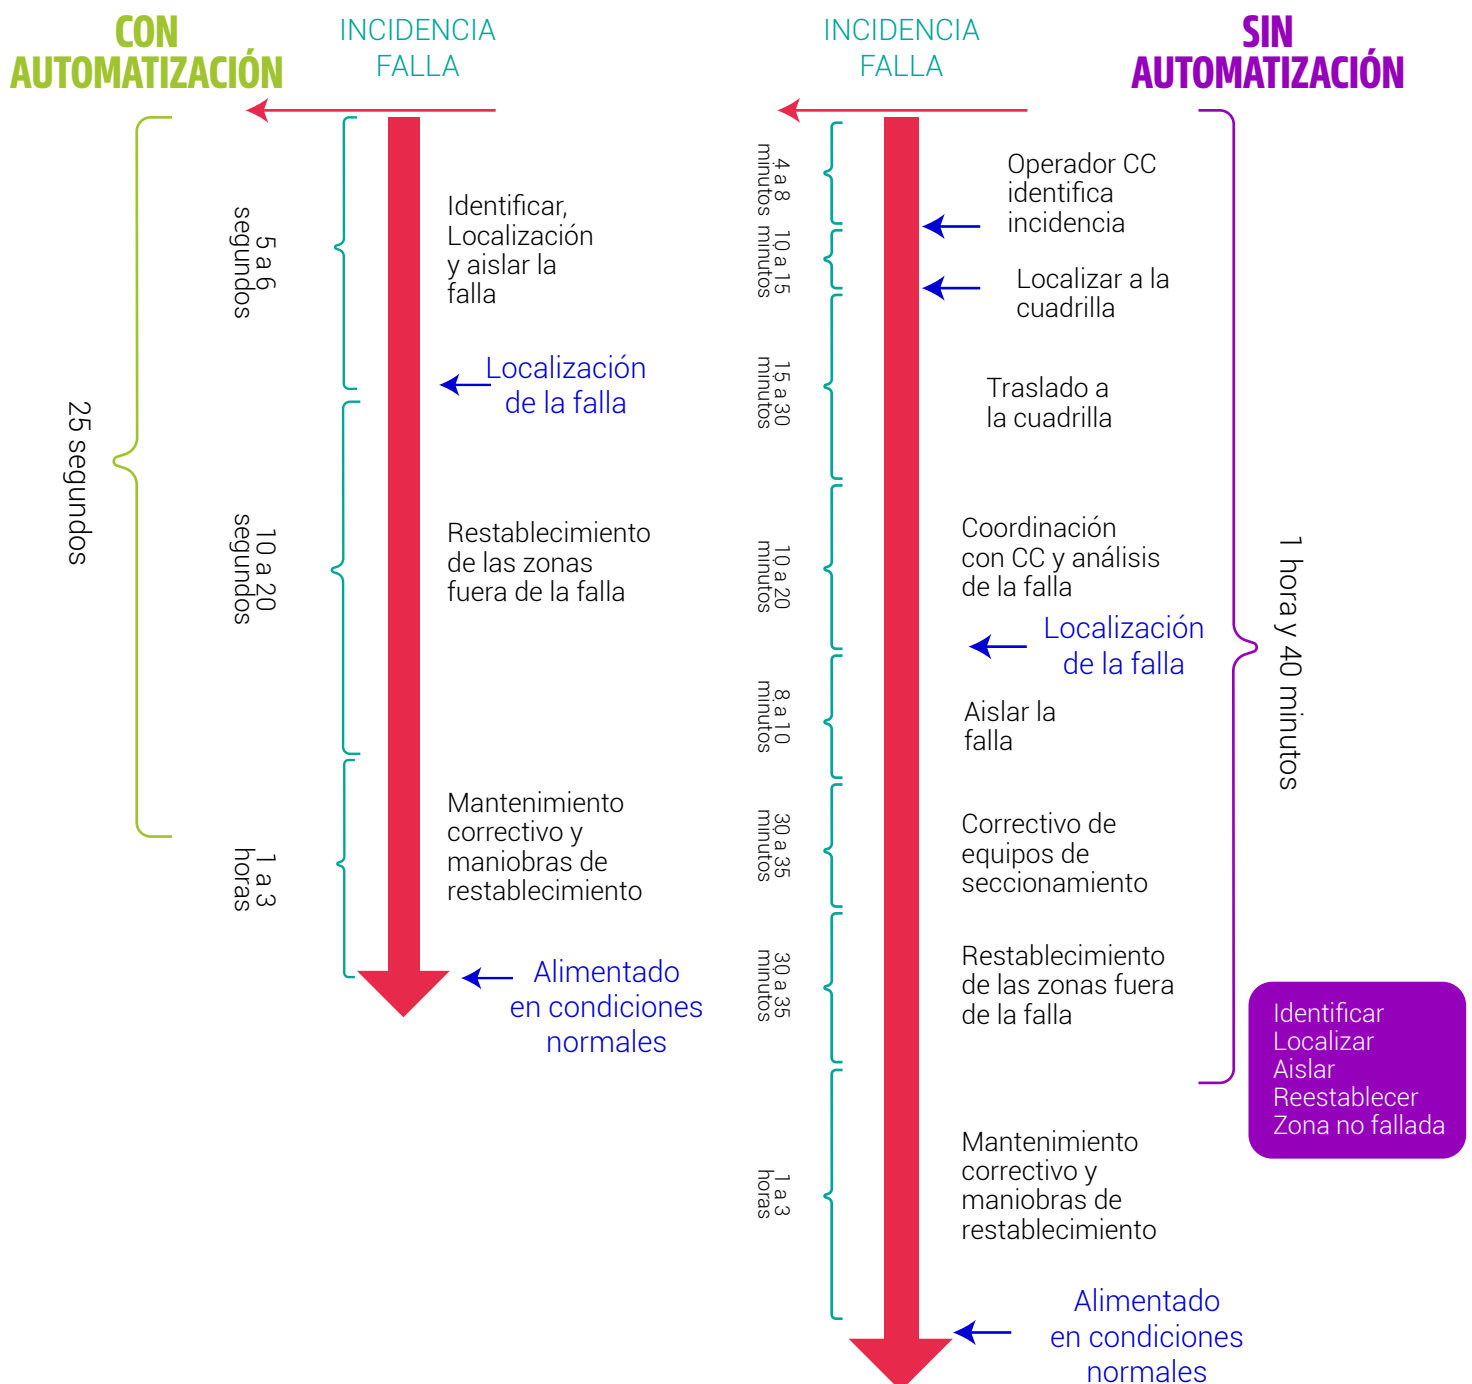 CON
AUTOMATIZACIÓN
INCIDENCIA
FALLA
5 a 6
segundos
Identificar,
Localización
y aislar la
falla
Localización
de la falla
25 segundos
10 a 20
segundos
Restablecimiento
de las zonas
fuera de la falla
1 a 3
horas
Mantenimiento
correctivo y
maniobras de
restablecimiento
Alimentado
en condiciones
normales
INCIDENCIA
FALLA
SIN
AUTOMATIZACIÓN
4 a 8
minutos
Operador CC
identifica
incidencia
10 a 15
minutos
Localizar a la
cuadrilla
15 a 30
minutos
Traslado a
la cuadrilla
10 a 20
minutos
Coordinación
con CC y análisis
de la falla
Localización
de la falla
1 hora y 40 minutos
8 a 10
minutos
Aislar la
falla
30 a 35
minutos
Correctivo de
equipos de
seccionamiento
30 a 35
minutos
Restablecimiento
de las zonas fuera
de la falla
Identificar
Localizar
Aislar
Reestablecer
Zona no fallada
1 a 3
horas
Mantenimiento
correctivo y
maniobras de
restablecimiento
Alimentado
en condiciones
normales